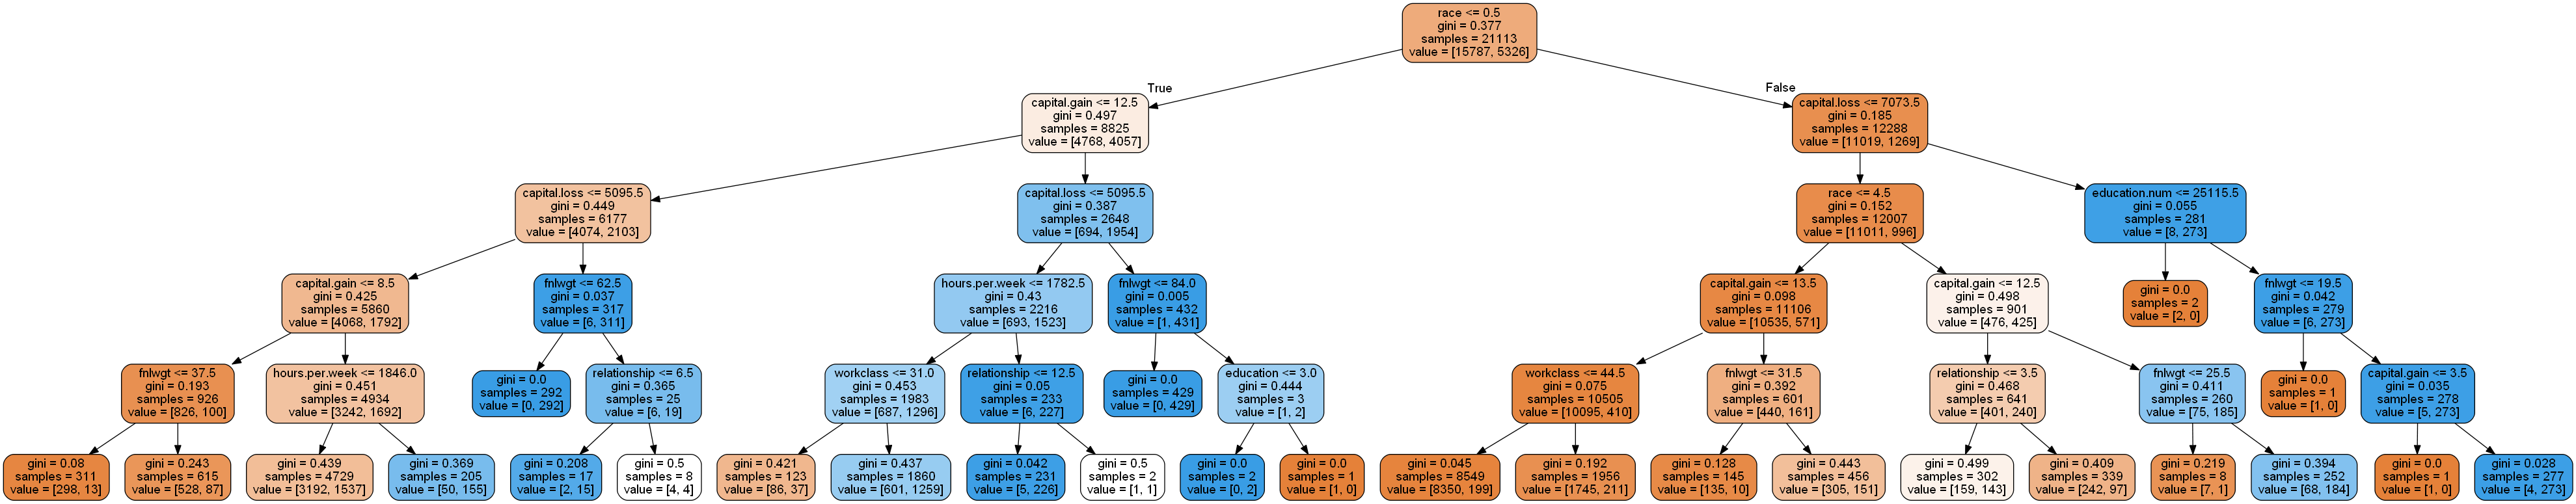 race <= 0.5
gini = 0.377
samples = 21113
value = [15787, 5326]
True
False
capital.gain <= 12.5
gini = 0.497
samples = 8825
value = [4768, 4057]
capital.loss <= 7073.5
gini = 0.185
samples = 12288
value = [11019, 1269]
capital.loss <= 5095.5
gini = 0.449
samples = 6177
value = [4074, 2103]
capital.loss <= 5095.5
gini = 0.387
samples = 2648
value = [694, 1954]
race <= 4.5
gini = 0.152
samples = 12007
value = [11011, 996]
education.num <= 25115.5
gini = 0.055
samples = 281
value = [8, 273]
capital.gain <= 8.5
gini = 0.425
samples = 5860
value = [4068, 1792]
fnlwgt <= 62.5
gini = 0.037
samples = 317
value = [6, 311]
hours.per.week <= 1782.5
gini = 0.43
samples = 2216
value = [693, 1523]
fnlwgt <= 84.0
gini = 0.005
samples = 432
value = [1, 431]
capital.gain <= 13.5
gini = 0.098
samples = 11106
value = [10535, 571]
capital.gain <= 12.5
gini = 0.498
samples = 901
value = [476, 425]
gini = 0.0
samples = 2
value = [2, 0]
fnlwgt <= 19.5
gini = 0.042
samples = 279
value = [6, 273]
fnlwgt <= 37.5
gini = 0.193
samples = 926
value = [826, 100]
hours.per.week <= 1846.0
gini = 0.451
samples = 4934
value = [3242, 1692]
gini = 0.0
samples = 292
value = [0, 292]
relationship <= 6.5
gini = 0.365
samples = 25
value = [6, 19]
workclass <= 31.0
gini = 0.453
samples = 1983
value = [687, 1296]
relationship <= 12.5
gini = 0.05
samples = 233
value = [6, 227]
gini = 0.0
samples = 429
value = [0, 429]
education <= 3.0
gini = 0.444
samples = 3
value = [1, 2]
workclass <= 44.5
gini = 0.075
samples = 10505
value = [10095, 410]
fnlwgt <= 31.5
gini = 0.392
samples = 601
value = [440, 161]
relationship <= 3.5
gini = 0.468
samples = 641
value = [401, 240]
fnlwgt <= 25.5
gini = 0.411
samples = 260
value = [75, 185]
gini = 0.0
samples = 1
value = [1, 0]
capital.gain <= 3.5
gini = 0.035
samples = 278
value = [5, 273]
gini = 0.08
samples = 311
value = [298, 13]
gini = 0.243
samples = 615
value = [528, 87]
gini = 0.439
samples = 4729
value = [3192, 1537]
gini = 0.369
samples = 205
value = [50, 155]
gini = 0.208
samples = 17
value = [2, 15]
gini = 0.5
samples = 8
value = [4, 4]
gini = 0.421
samples = 123
value = [86, 37]
gini = 0.437
samples = 1860
value = [601, 1259]
gini = 0.042
samples = 231
value = [5, 226]
gini = 0.5
samples = 2
value = [1, 1]
gini = 0.0
samples = 2
value = [0, 2]
gini = 0.0
samples = 1
value = [1, 0]
gini = 0.045
samples = 8549
value = [8350, 199]
gini = 0.192
samples = 1956
value = [1745, 211]
gini = 0.128
samples = 145
value = [135, 10]
gini = 0.443
samples = 456
value = [305, 151]
gini = 0.499
samples = 302
value = [159, 143]
gini = 0.409
samples = 339
value = [242, 97]
gini = 0.219
samples = 8
value = [7, 1]
gini = 0.394
samples = 252
value = [68, 184]
gini = 0.0
samples = 1
value = [1, 0]
gini = 0.028
samples = 277
value = [4, 273]